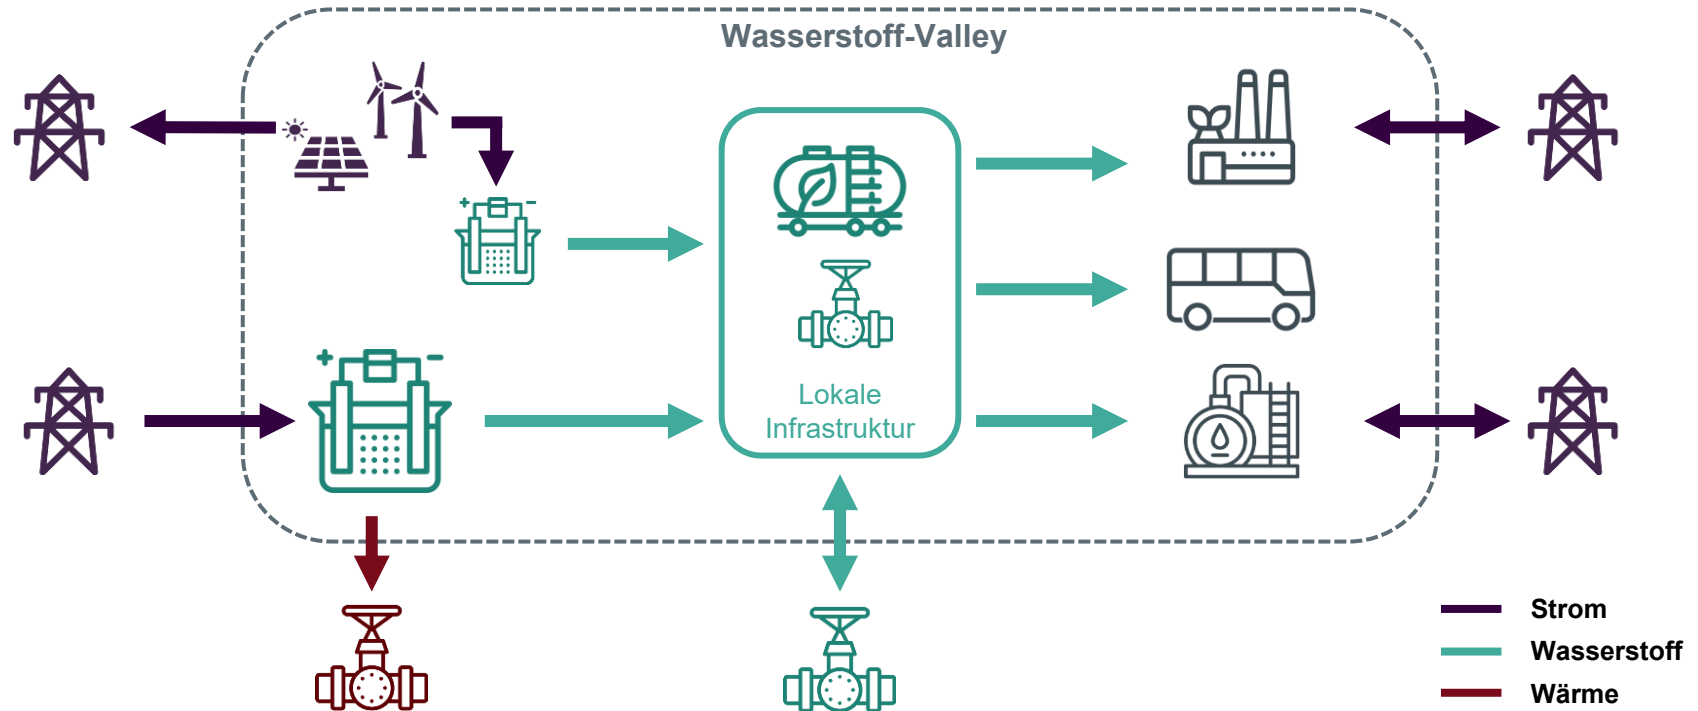 Wasserstoff-Valley
Lokale
Infrastruktur
Strom
Wasserstoff
Wärme